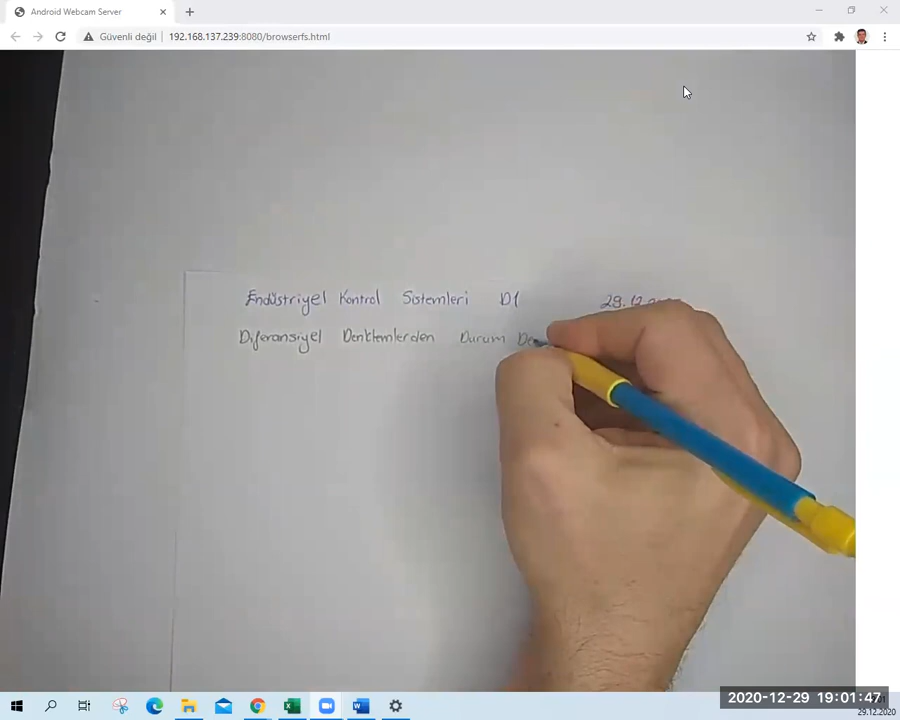 Android Webcam Server
Güvenli değil
192.168.137.239:8080/browserfs.html
Endüstriyel Kontrol Sistemleri D1
Diferansiyel Denklemlerden Durum De
2020-12-29 19:01:47
29.12.2020